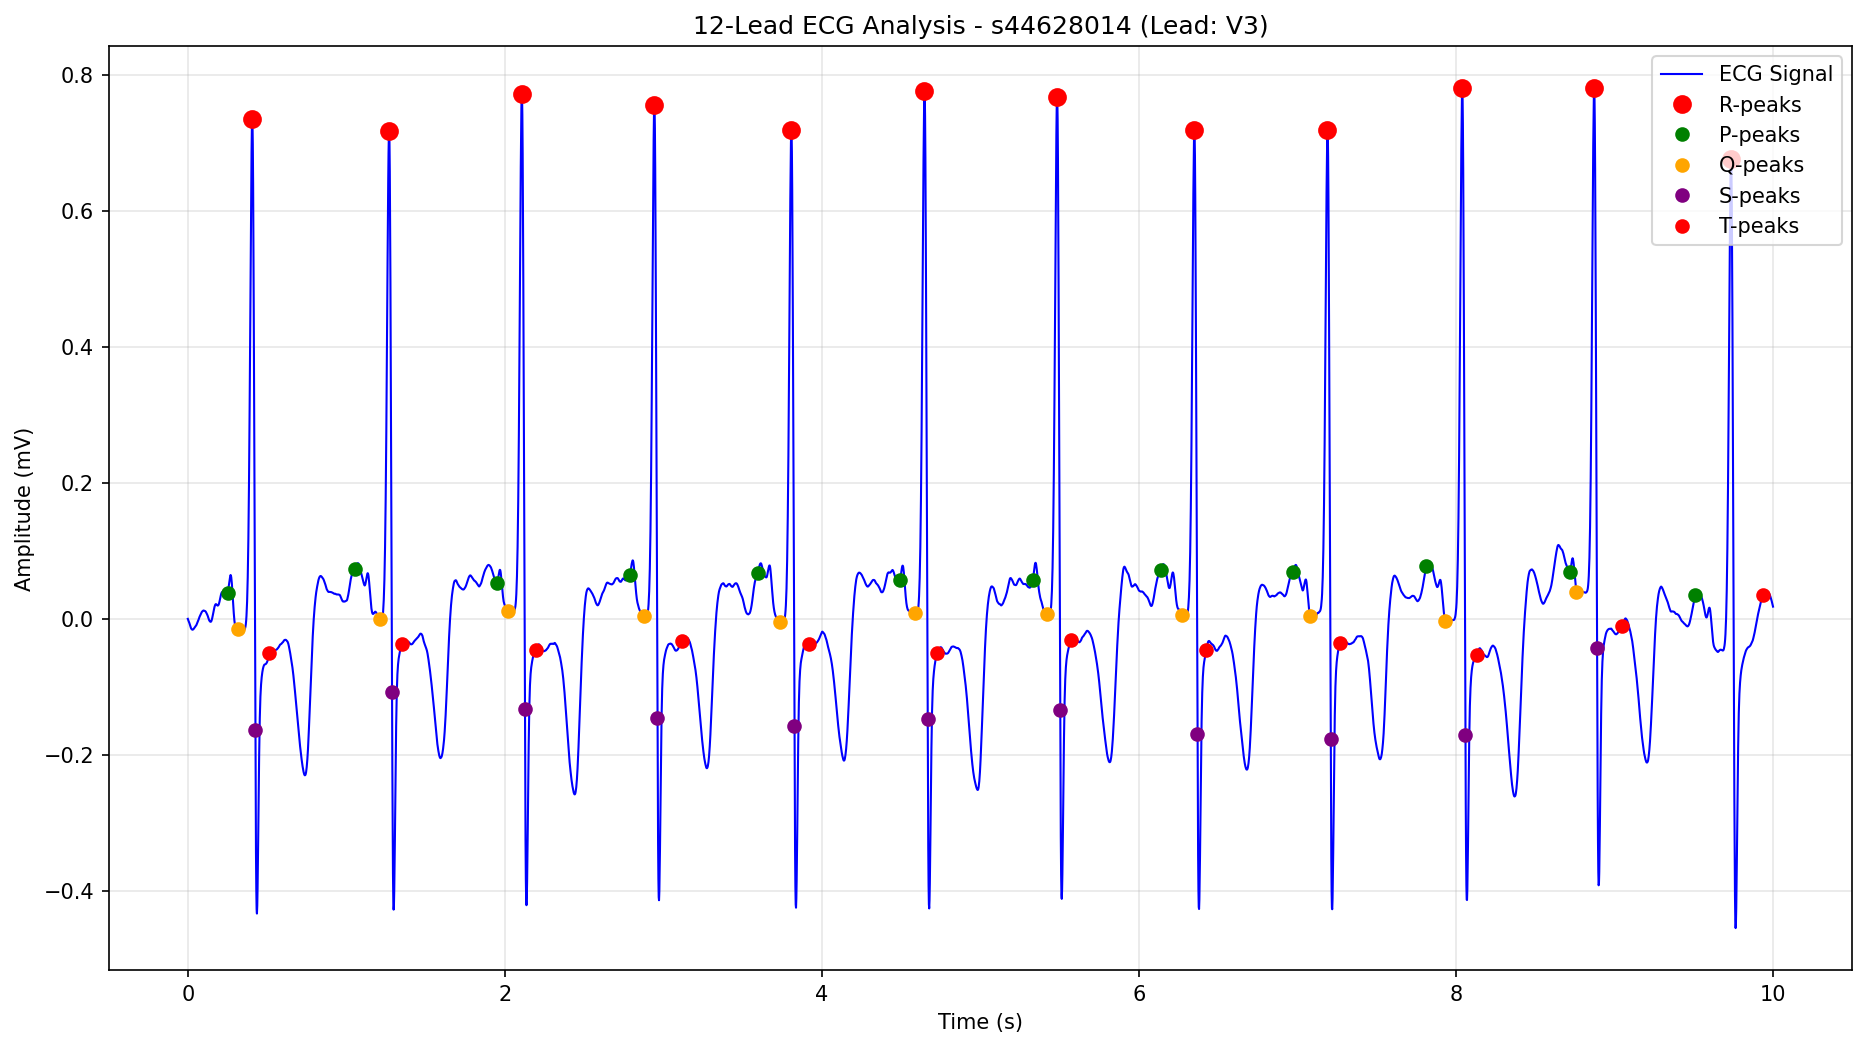 12-Lead ECG Analysis - s44628014 (Lead: V3)
ECG Signal
R-peaks
P-peaks
Q-peaks
S-peaks
T-peaks
Amplitude (mV)
0.8
0.6
0.4
0.2
0.0
−0.2
−0.4
0 2 4 6 8 10
Time (s)